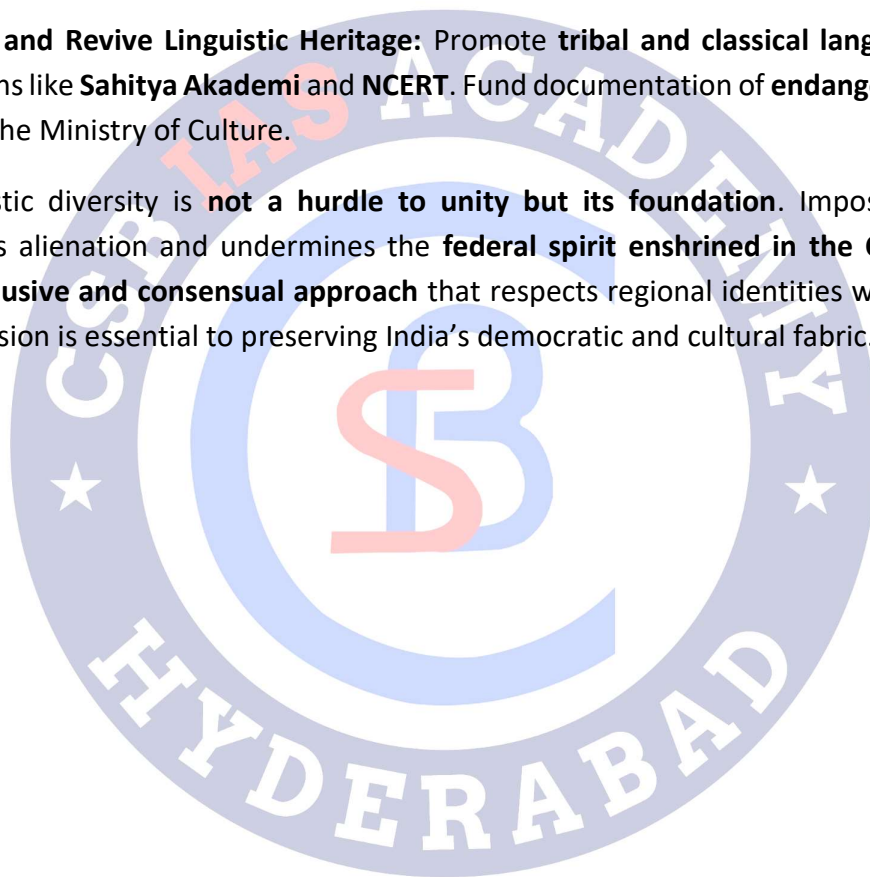 and Revive Linguistic Heritage: Promote tribal and classical lang
ns like Sahitya Akademi and NCERT. Fund documentation of endange
he Ministry of Culture.
stic diversity is not a hurdle to unity but its foundation. Impos
s alienation and undermines the federal spirit enshrined in the C
usive and consensual approach that respects regional identities w
sion is essential to preserving India's democratic and cultural fabric.
CSB IAS ACADEMY
CSB
HYDERABAD